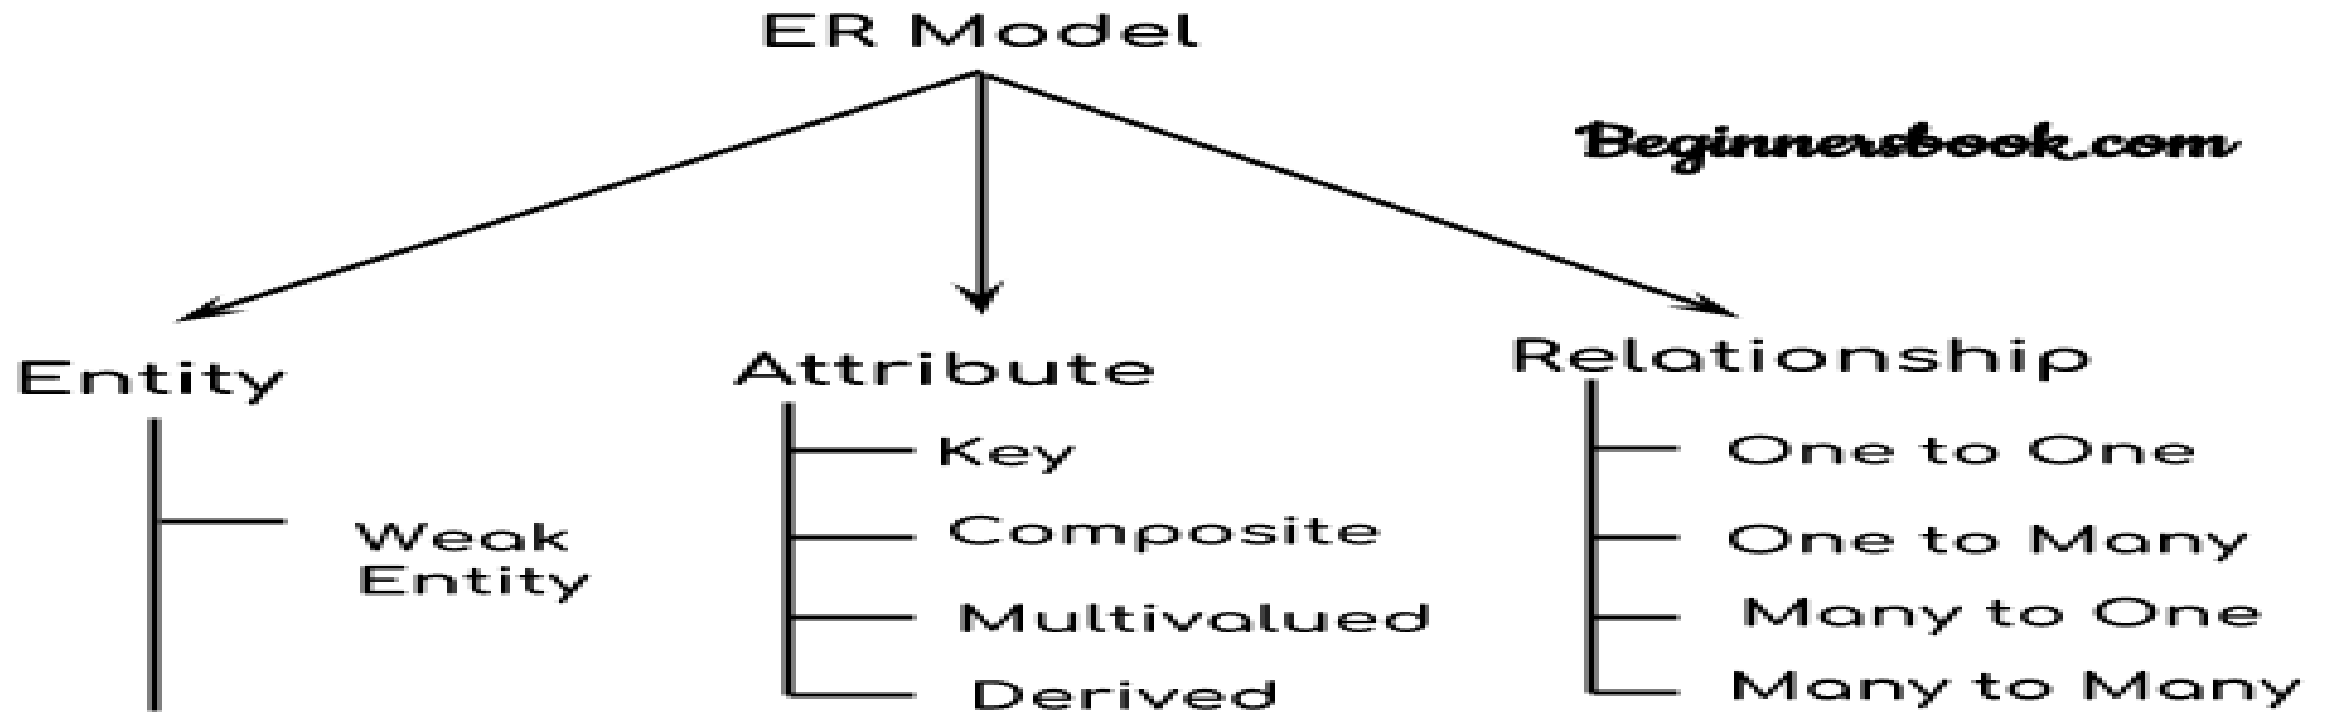 ER Model
Beginnersbook.com
Entity
Weak
Entity
Attribute
Key
Composite
Multivalued
Derived
Relationship
One to One
One to Many
Many to One
Many to Many